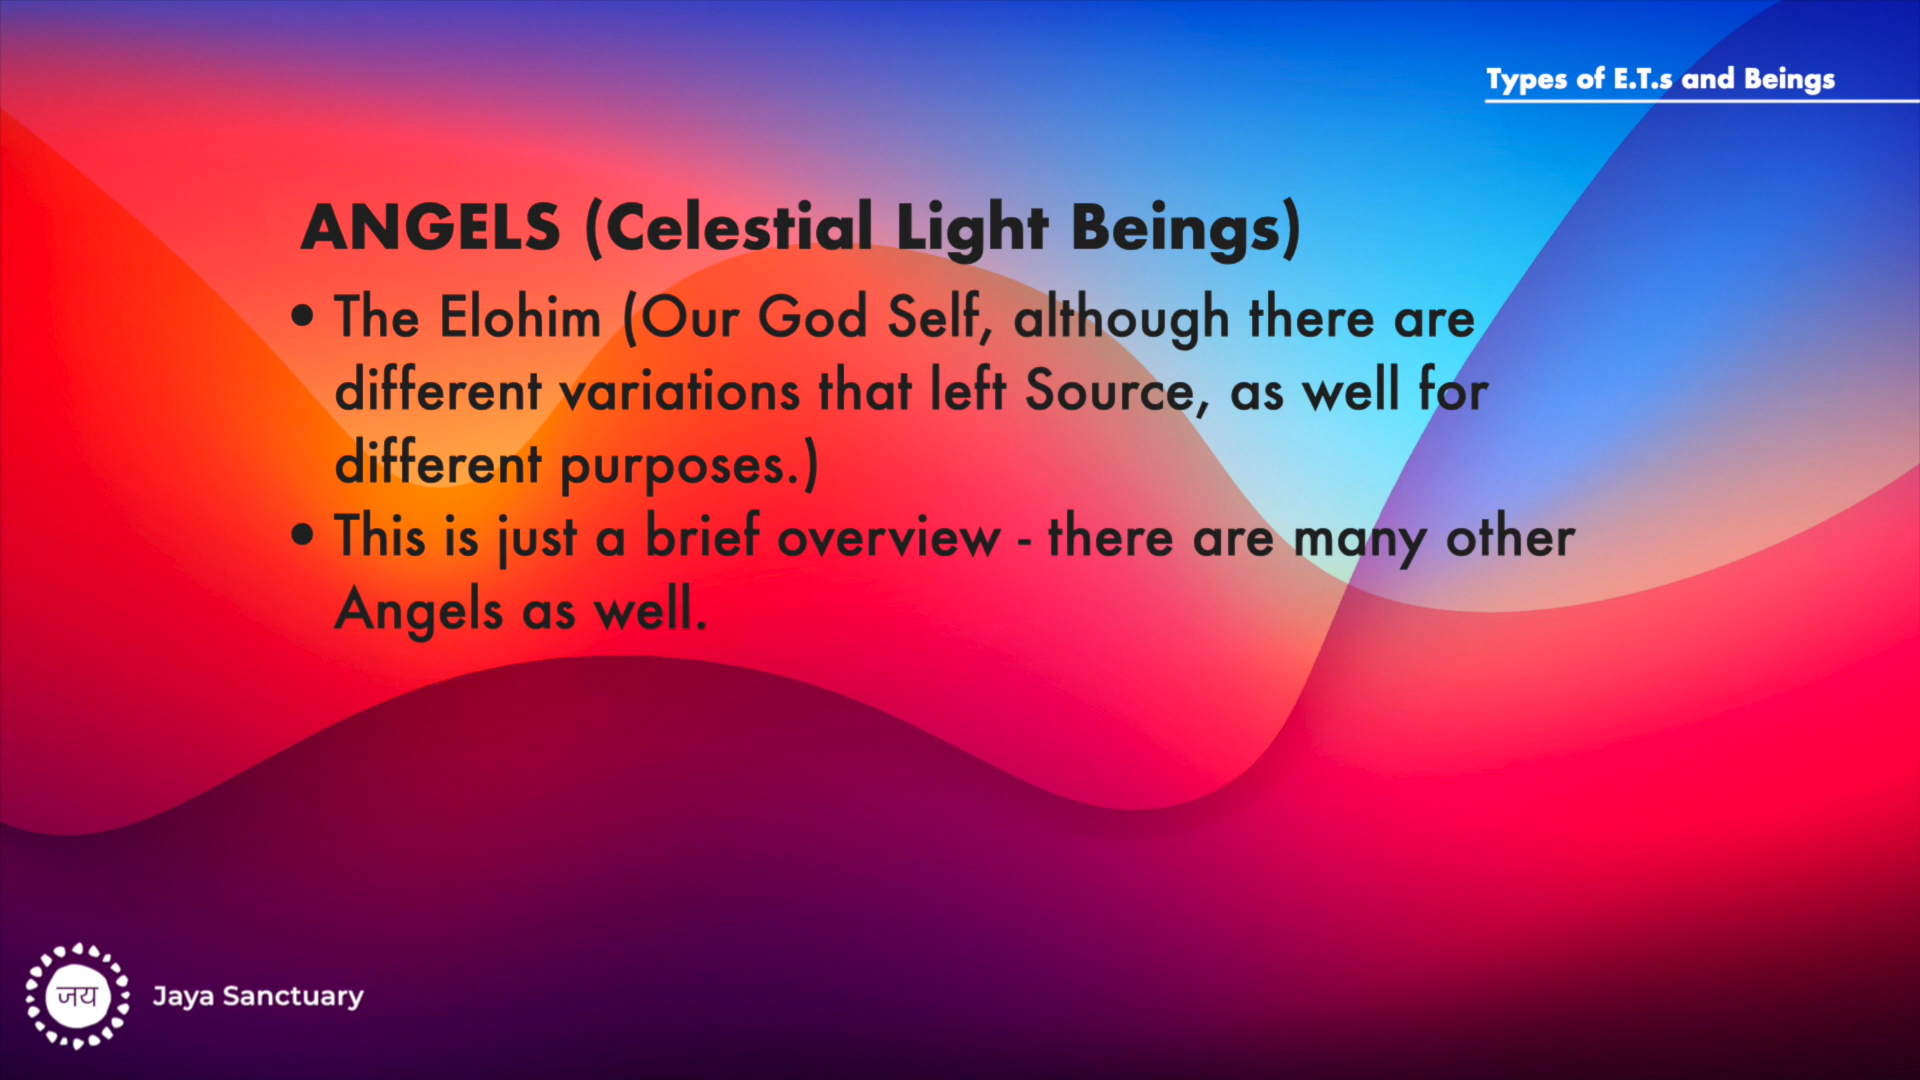 Types of E.T.s and Beings
ANGELS (Celestial Light Beings)
• The Elohim (Our God Self, although there are
different variations that left Source, as well for
different purposes.)
• This is just a brief overview - there are many other
Angels as well.
जय
Jaya Sanctuary